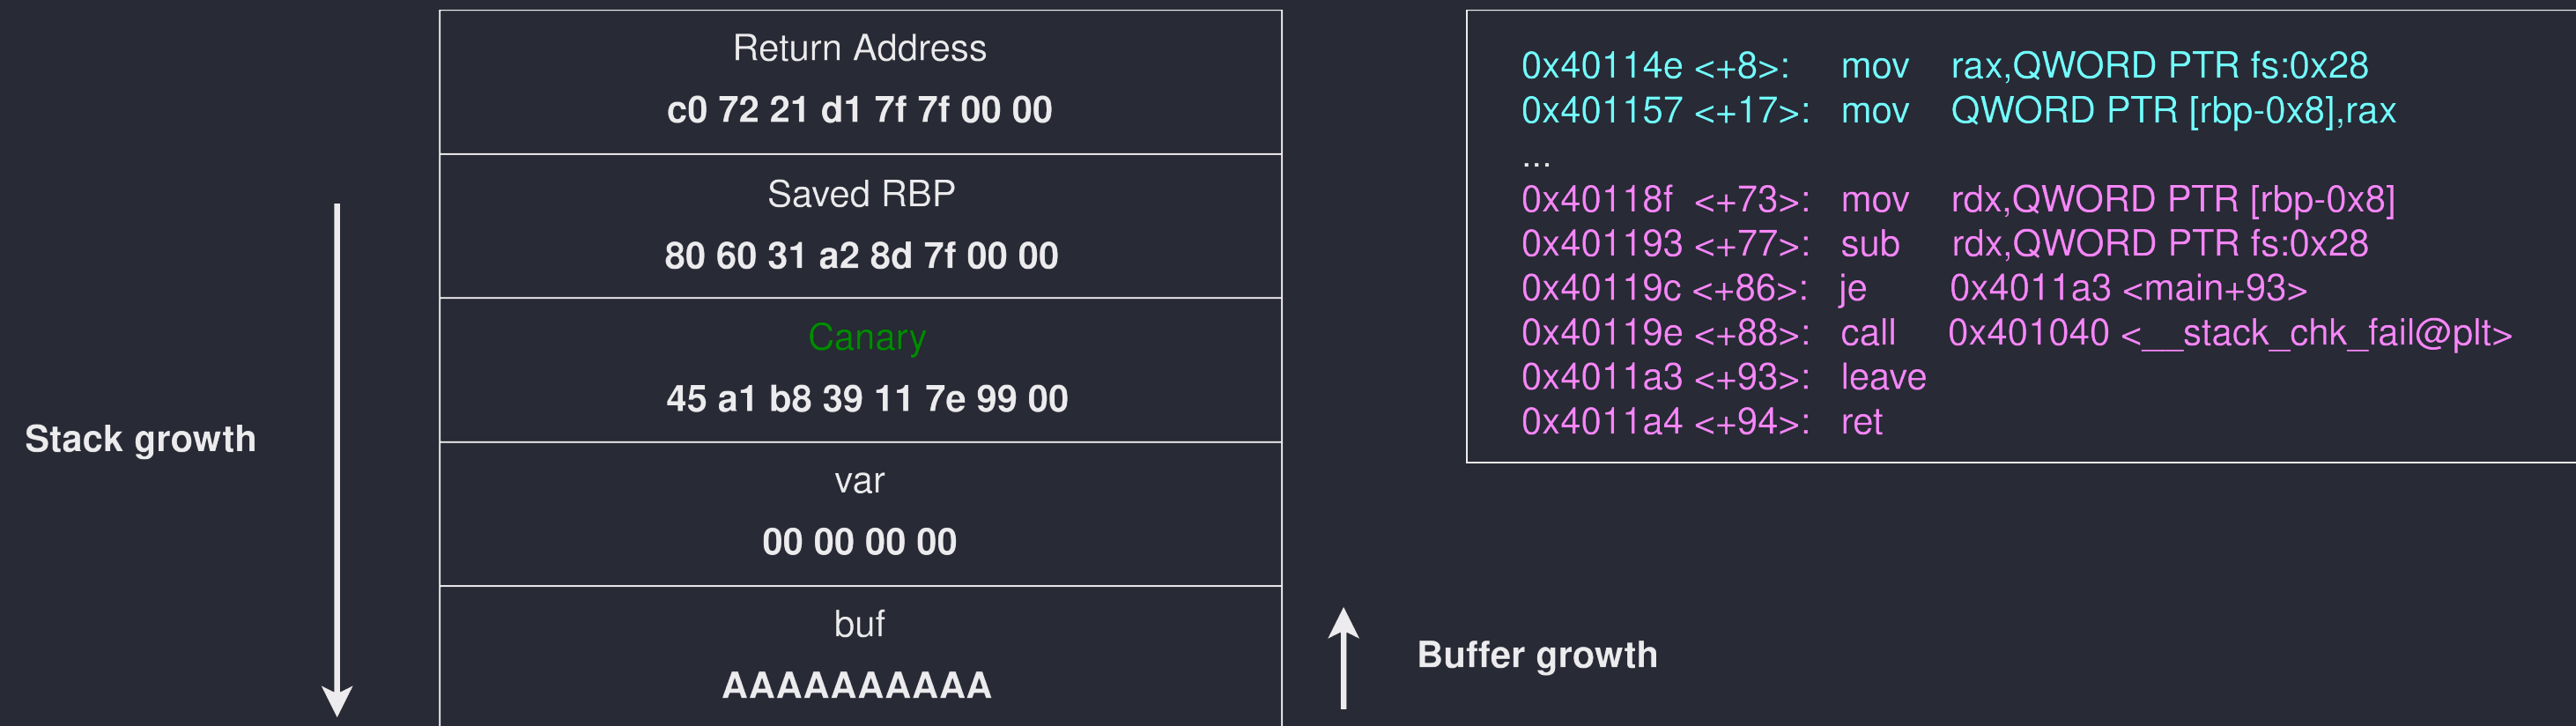 Return Address
c0 72 21 d1 7f 7f 00 00
Saved RBP
80 60 31 a2 8d 7f 00 00
Canary
45 a1 b8 39 11 7e 99 00
var
00 00 00 00
buf
AAAAAAAAAA
Stack growth
Buffer growth
0x40114e <+8>: mov rax,QWORD PTR fs:0x28
0x401157 <+17>: mov QWORD PTR [rbp-0x8],rax
...
0x40118f <+73>: mov rdx,QWORD PTR [rbp-0x8]
0x401193 <+77>: sub rdx,QWORD PTR fs:0x28
0x40119c <+86>: je 0x4011a3 <main+93>
0x40119e <+88>: call 0x401040 <__stack_chk_fail@plt>
0x4011a3 <+93>: leave
0x4011a4 <+94>: ret